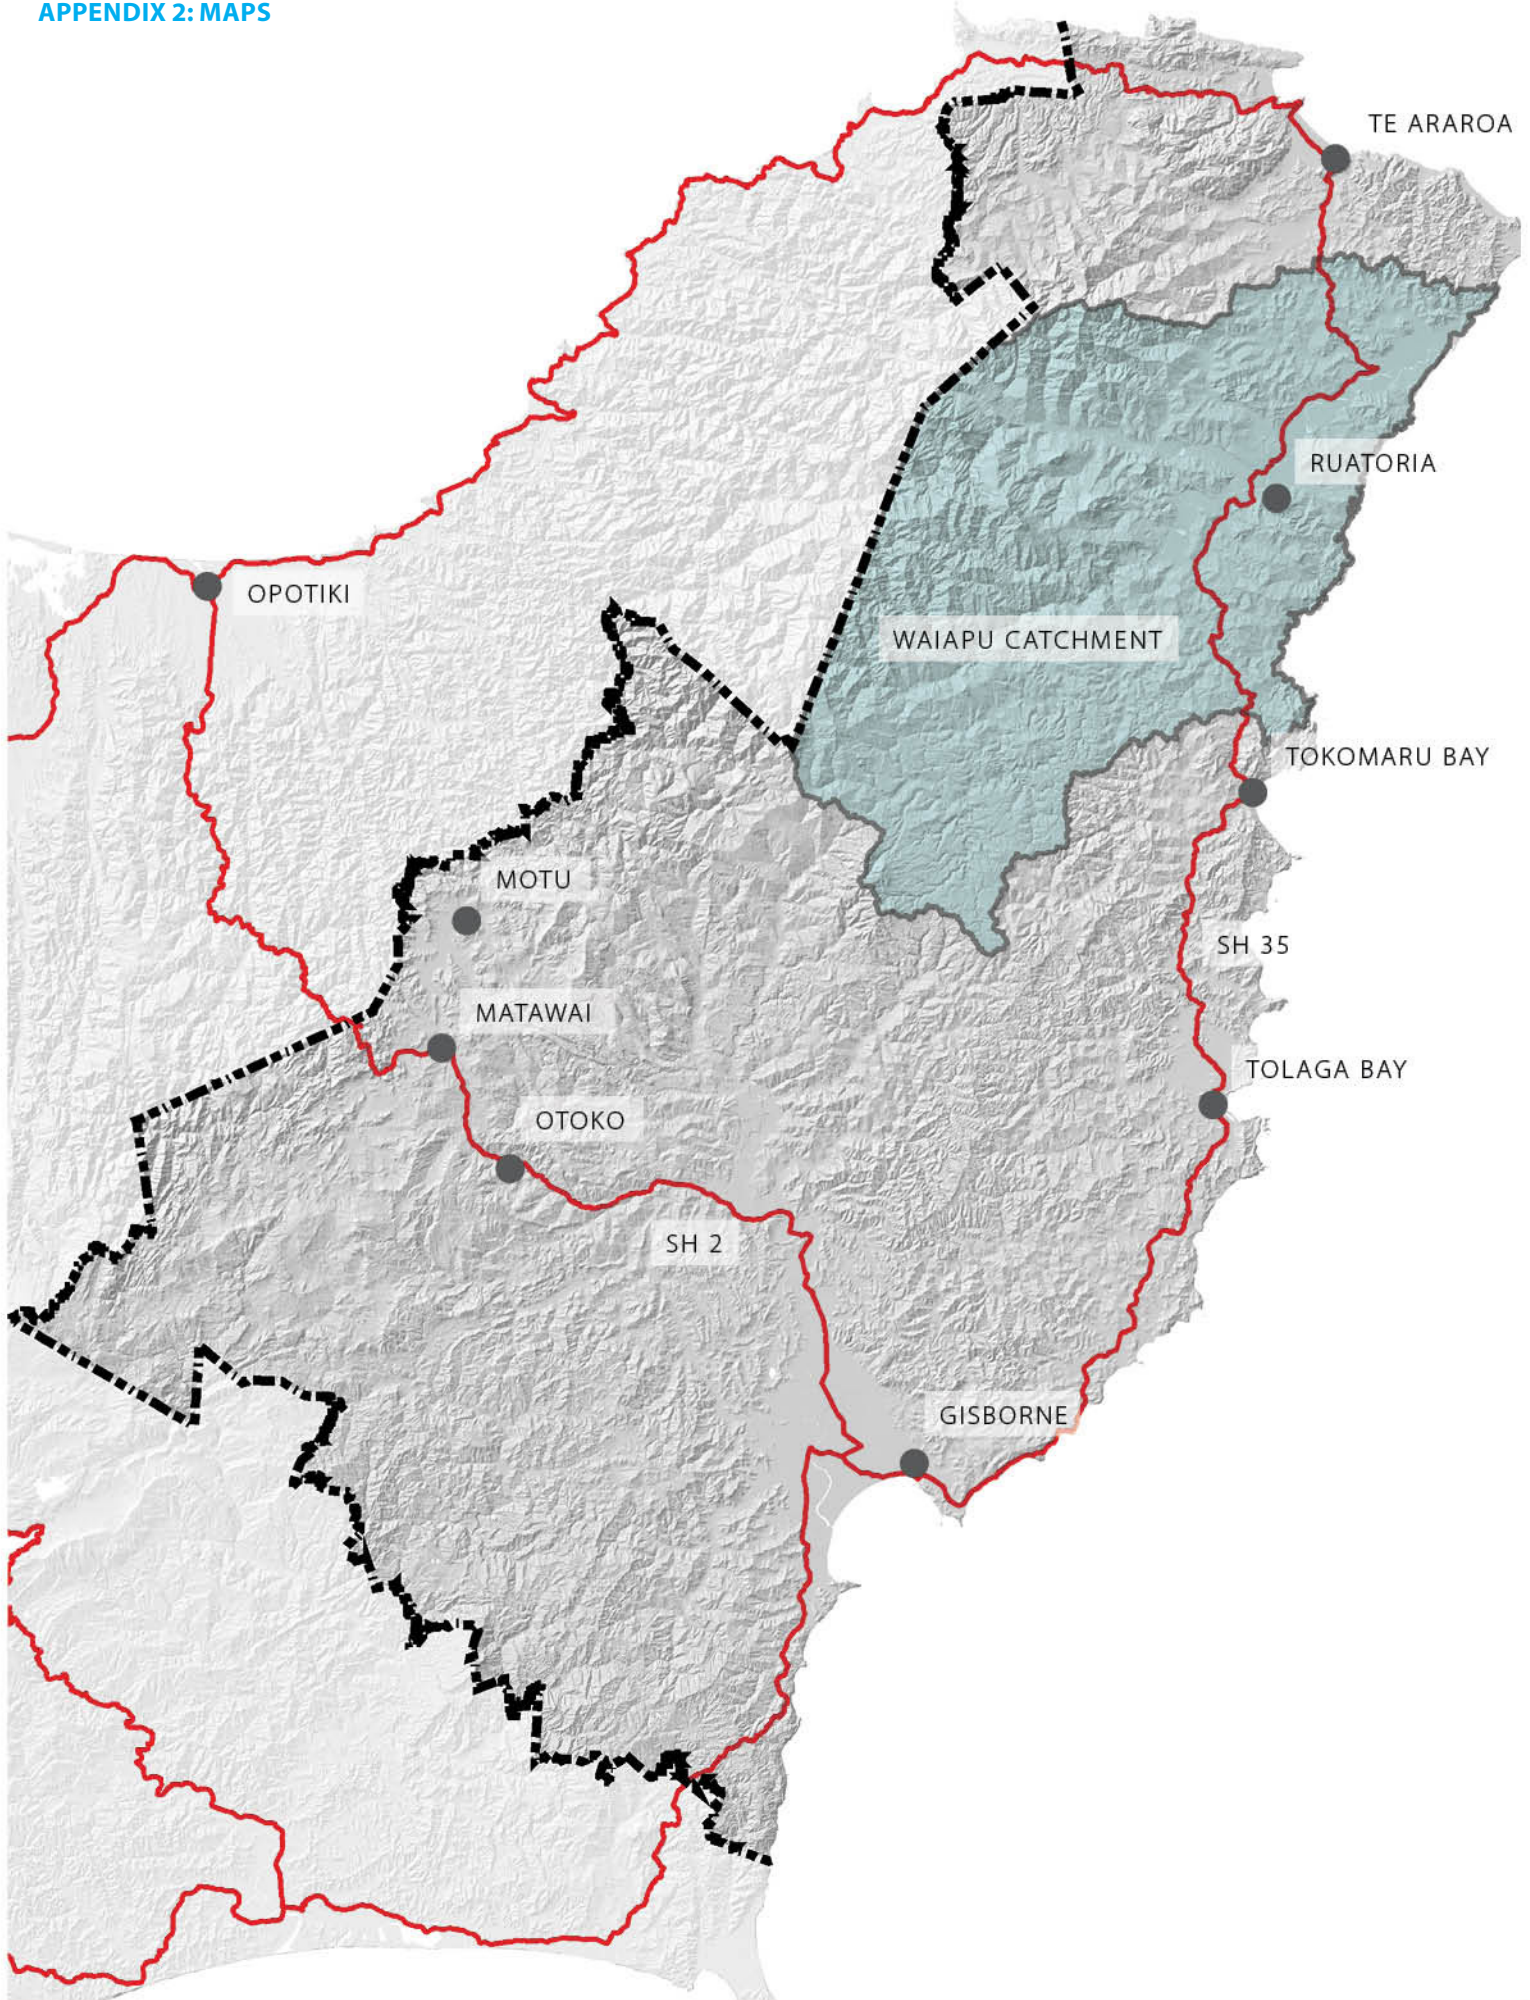 APPENDIX 2: MAPS
TE ARAROA
RUATORIA
OPOTIKI
WAIAPU CATCHMENT
TOKOMARU BAY
MOTU
SH 35
MATAWAI
TOLAGA BAY
OTOKO
SH 2
GISBORNE